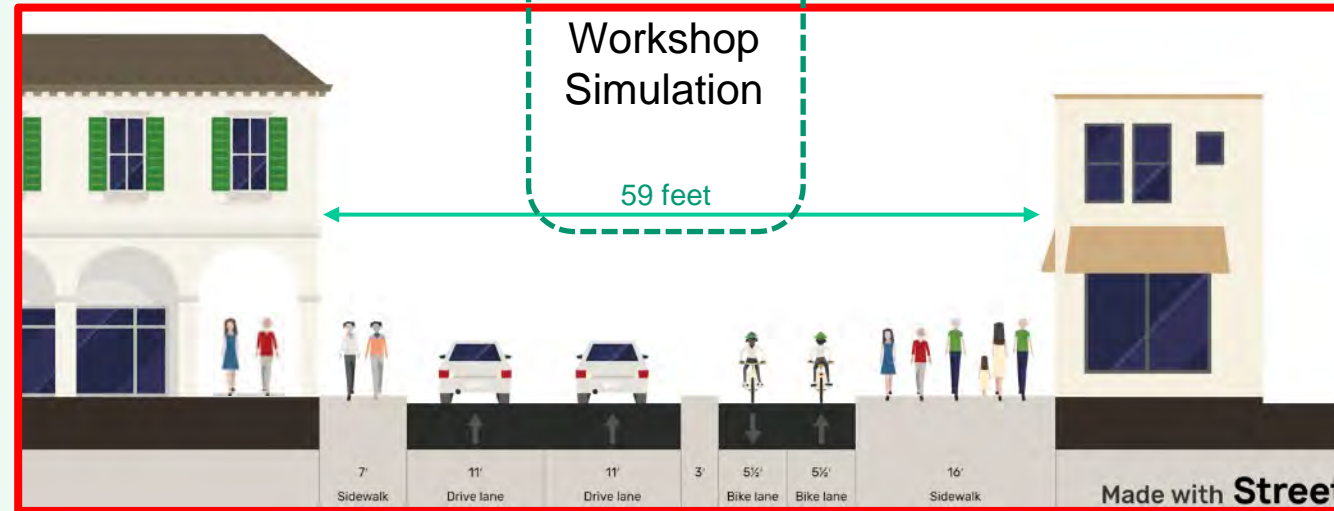 Workshop
Simulation
59 feet
7' 11' 11' 3' 5½' 5½' 16'
Sidewalk Drive lane Drive lane Bike lane Bike lane Sidewalk
Made with Street